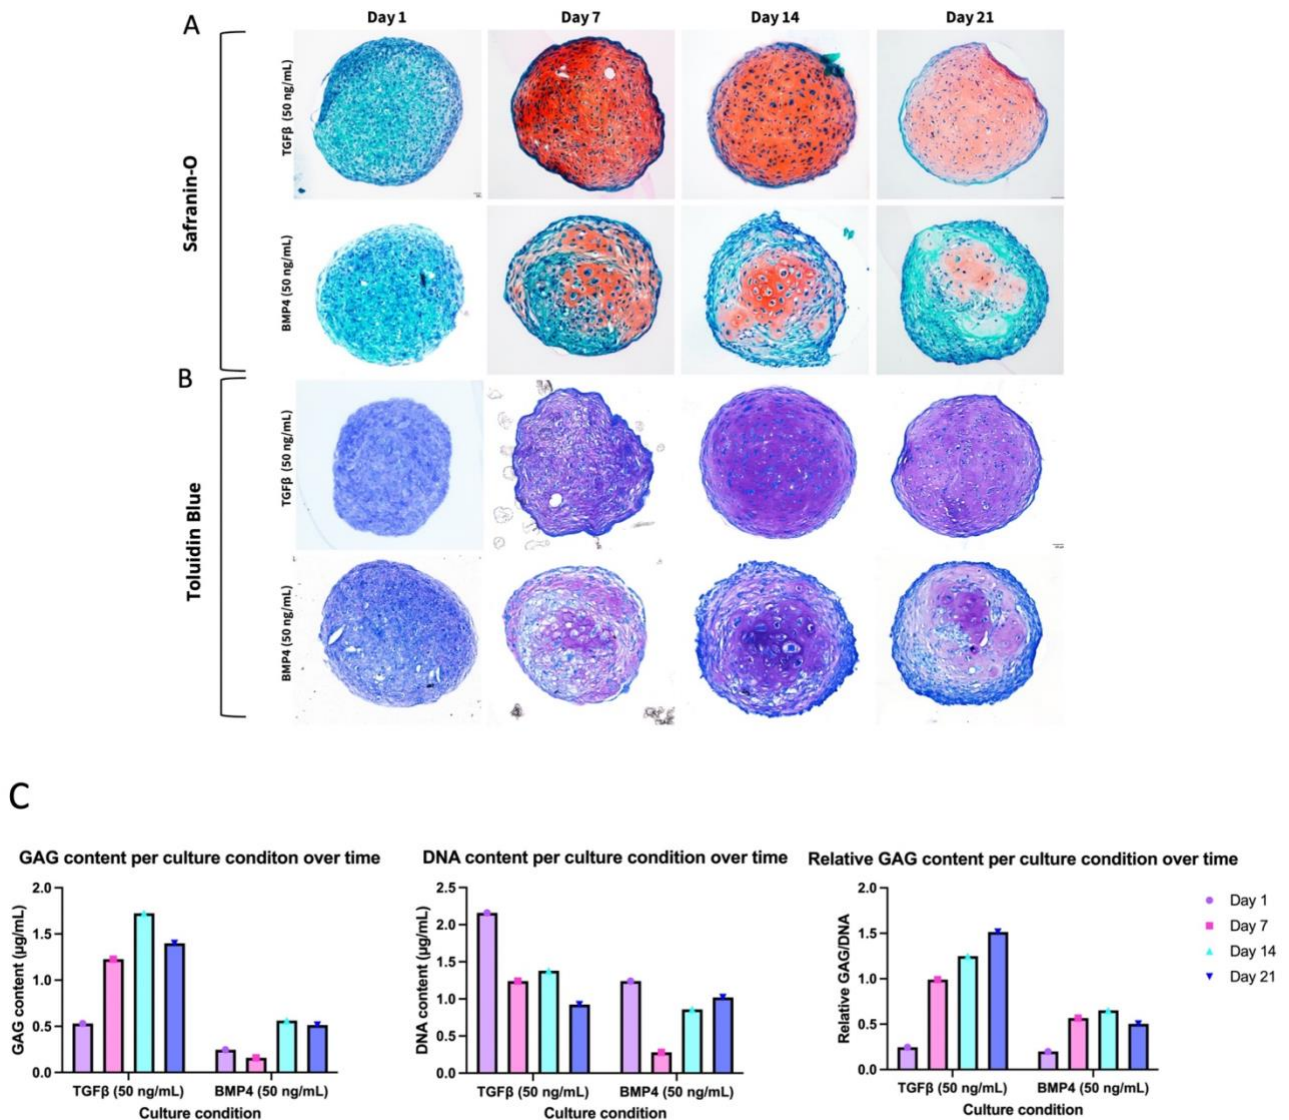 A
Day 1
Day 7
Day 14
Day 21
Safranin-O
TGFβ (50 ng/mL)
BMP4 (50 ng/mL)
B
Toluidin Blue
TGFβ (50 ng/mL)
BMP4 (50 ng/mL)
C
GAG content per culture conditon over time
GAG content (µg/mL)
2.0
1.5
1.0
0.5
0.0
TGFβ (50 ng/mL)
BMP4 (50 ng/mL)
Culture condition
DNA content per culture condition over time
DNA content (µg/mL)
2.5
2.0
1.5
1.0
0.5
0.0
TGFβ (50 ng/mL)
BMP4 (50 ng/mL)
Culture condition
Relative GAG content per culture condition over time
Relative GAG/DNA
2.0
1.5
1.0
0.5
0.0
TGFβ (50 ng/mL)
BMP4 (50 ng/mL)
Culture condition
Day 1
Day 7
Day 14
Day 21